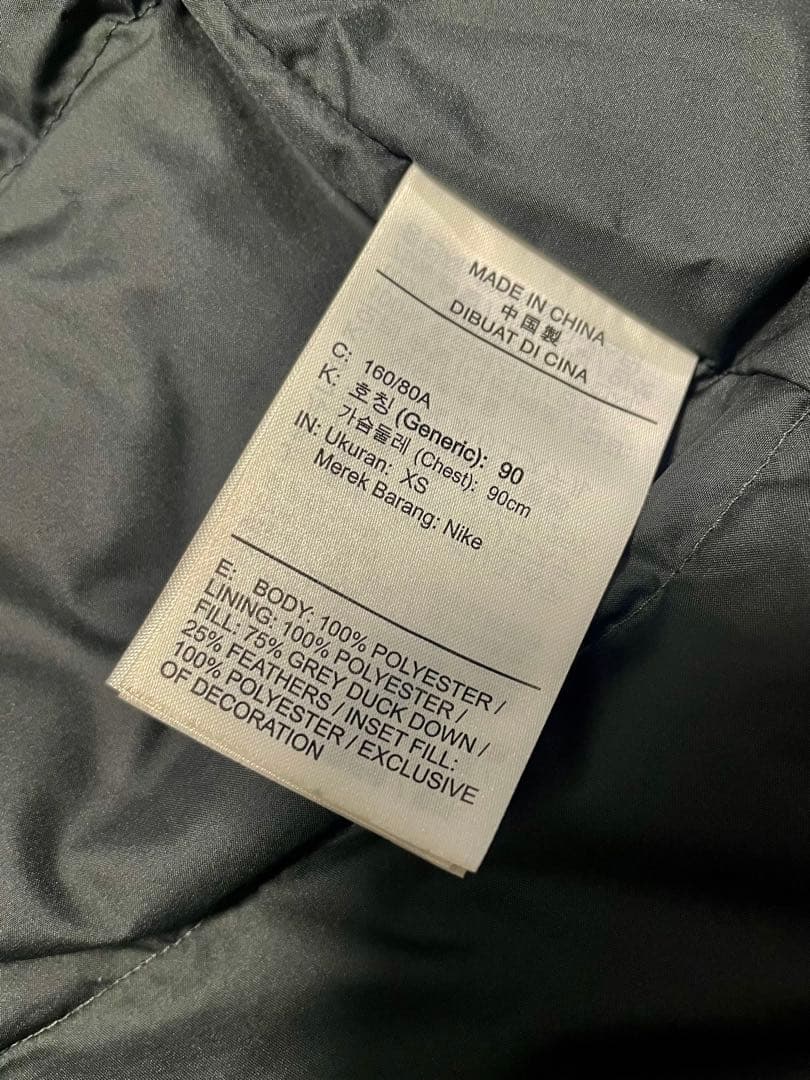 MADE IN CHINA
中国製
DIBUAT DI CINA
C: 160/80A
K: 호칭 (Generic): 90
가슴둘레 (Chest): 90cm
IN: Ukuran: XS
Merek Barang: Nike
E: BODY: 100% POLYESTER /
LINING: 100% POLYESTER /
FILL: 75% GREY DUCK DOWN /
25% FEATHERS / INSET FILL:
100% POLYESTER / EXCLUSIVE
OF DECORATION